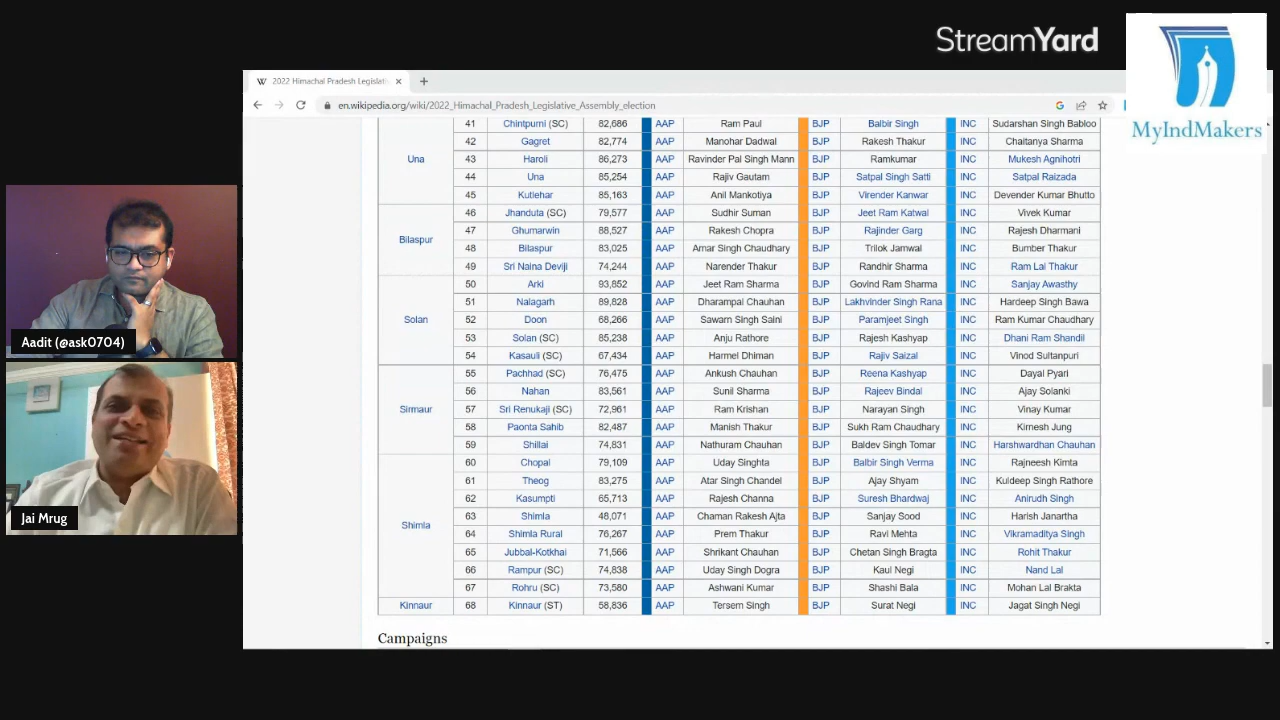 StreamYard
MyIndMakers
2022 Himachal Pradesh Legislati
en.wikipedia.org/wiki/2022_Himachal_Pradesh_Legislative_Assembly_election
41 Chintpurni (SC) 82,686 AAP Ram Paul BJP Balbir Singh INC Sudarshan Singh Babloo
Una 42 Gagret 82,774 AAP Manohar Dadwal BJP Rakesh Thakur INC Chaitanya Sharma
43 Haroli 86,273 AAP Ravinder Pal Singh Mann BJP Ramkumar INC Mukesh Agnihotri
44 Una 85,254 AAP Rajiv Gautam BJP Satpal Singh Satti INC Satpal Raizada
45 Kutlehar 85,163 AAP Anil Mankotiya BJP Virender Kanwar INC Devender Kumar Bhutto
Bilaspur 46 Jhanduta (SC) 79,577 AAP Sudhir Suman BJP Jeet Ram Katwal INC Vivek Kumar
47 Ghumarwin 88,527 AAP Rakesh Chopra BJP Rajinder Garg INC Rajesh Dharmani
48 Bilaspur 83,025 AAP Amar Singh Chaudhary BJP Trilok Jamwal INC Bumber Thakur
49 Sri Naina Deviji 74,244 AAP Narender Thakur BJP Randhir Sharma INC Ram Lal Thakur
Solan 50 Arki 93,852 AAP Jeet Ram Sharma BJP Govind Ram Sharma INC Sanjay Awasthy
51 Nalagarh 89,828 AAP Dharampal Chauhan BJP Lakhvinder Singh Rana INC Hardeep Singh Bawa
52 Doon 68,266 AAP Sawarn Singh Saini BJP Paramjeet Singh INC Ram Kumar Chaudhary
53 Solan (SC) 85,238 AAP Anju Rathore BJP Rajesh Kashyap INC Dhani Ram Shandil
54 Kasauli (SC) 67,434 AAP Harmel Dhiman BJP Rajiv Saizal INC Vinod Sultanpuri
Sirmaur 55 Pachhad (SC) 76,475 AAP Ankush Chauhan BJP Reena Kashyap INC Dayal Pyari
56 Nahan 83,561 AAP Sunil Sharma BJP Rajeev Bindal INC Ajay Solanki
57 Sri Renukaji (SC) 72,961 AAP Ram Krishan BJP Narayan Singh INC Vinay Kumar
58 Paonta Sahib 82,487 AAP Manish Thakur BJP Sukh Ram Chaudhary INC Kirnesh Jung
59 Shillai 74,831 AAP Nathuram Chauhan BJP Baldev Singh Tomar INC Harshwardhan Chauhan
Shimla 60 Chopal 79,109 AAP Uday Singhta BJP Balbir Singh Verma INC Rajneesh Kimta
61 Theog 83,275 AAP Atar Singh Chandel BJP Ajay Shyam INC Kuldeep Singh Rathore
62 Kasumpti 65,713 AAP Rajesh Channa BJP Suresh Bhardwaj INC Anirudh Singh
63 Shimla 48,071 AAP Chaman Rakesh Ajta BJP Sanjay Sood INC Harish Janartha
64 Shimla Rural 76,267 AAP Prem Thakur BJP Ravi Mehta INC Vikramaditya Singh
65 Jubbal-Kotkhai 71,566 AAP Shrikant Chauhan BJP Chetan Singh Bragta INC Rohit Thakur
66 Rampur (SC) 74,838 AAP Uday Singh Dogra BJP Kaul Negi INC Nand Lal
67 Rohru (SC) 73,580 AAP Ashwani Kumar BJP Shashi Bala INC Mohan Lal Brakta
Kinnaur 68 Kinnaur (ST) 58,836 AAP Tersem Singh BJP Surat Negi INC Jagat Singh Negi
Campaigns
Aadit (@ask0704)
Jai Mrug